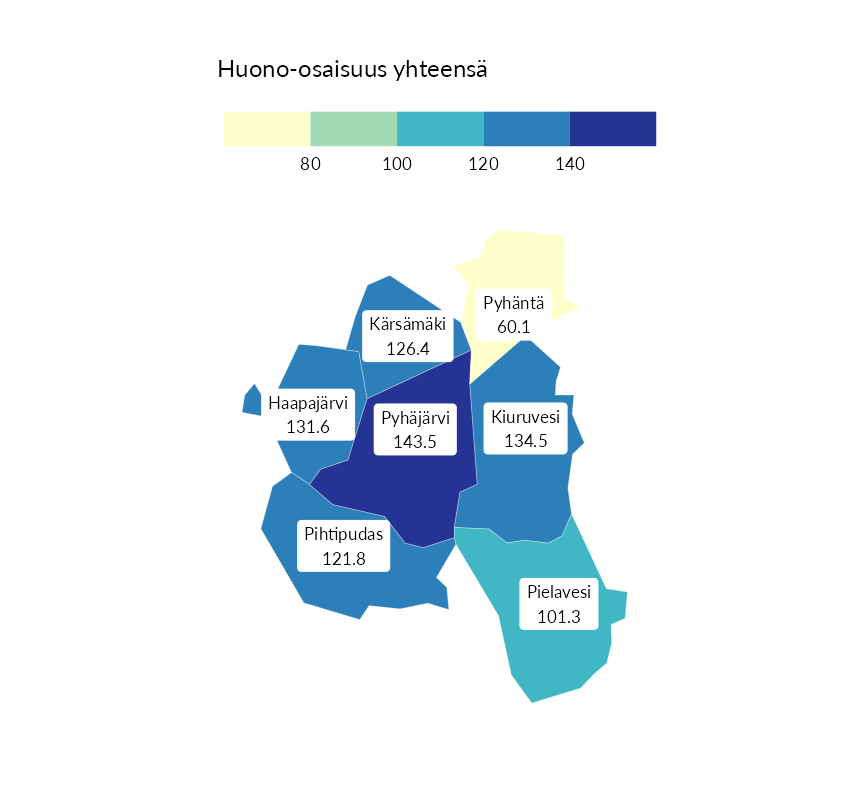 Huono-osaisuus yhteensä
80 100 120 140
Pyhäntä
60.1
Kärsämäki
126.4
Haapajärvi
131.6
Pyhäjärvi
143.5
Kiuruvesi
134.5
Pihtipudas
121.8
Pielavesi
101.3